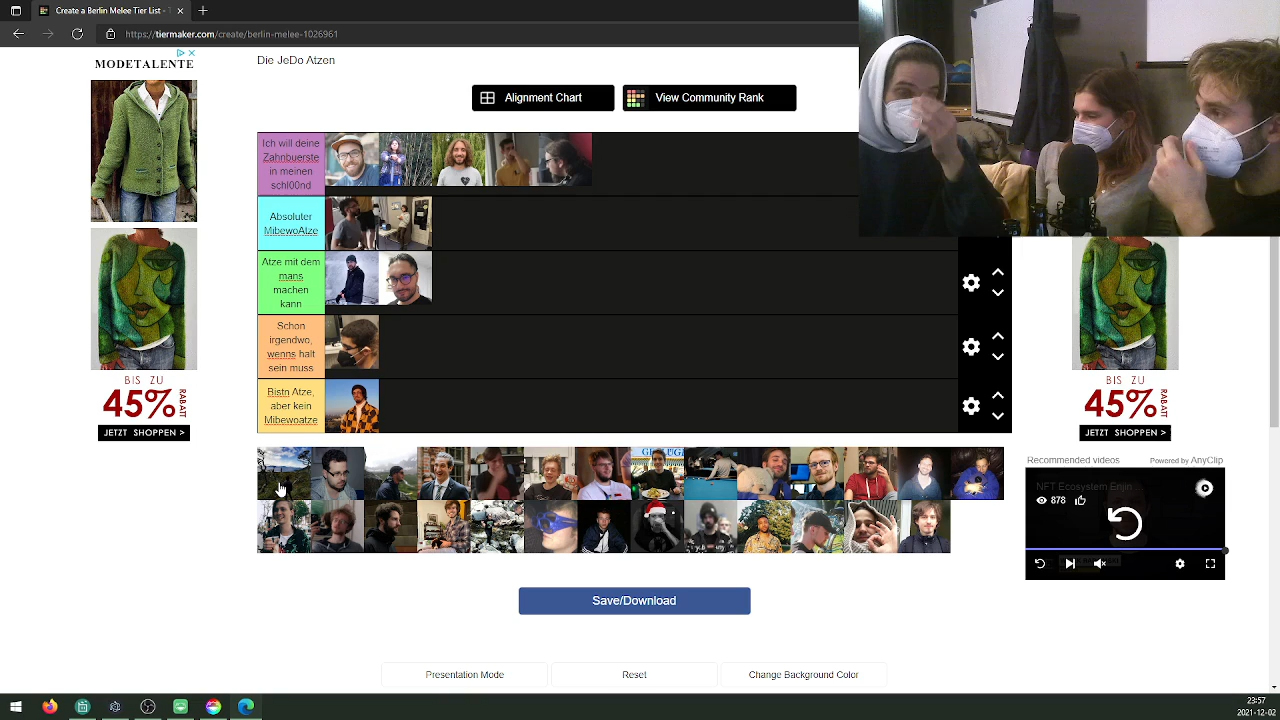 Create a Berlin Melee Tier List - T
https://tiermaker.com/create/berlin-melee-1026961
MODETALENTE
Die JeDo Atzen
Alignment Chart
View Community Rank
Ich will deine
Zahnbuerste
in meinen
schl00nd
Absoluter
MibewoAtze
Atze mit dem
mans
machen
kann
Schon
irgendwo,
wenns halt
sein muss
Bistn Atze,
aber kein
Mibewoatze
BIS ZU
45%
RABATT
JETZT SHOPPEN >
BIS ZU
45%
RABATT
JETZT SHOPPEN >
Recommended videos
Powered by AnyClip
NFT Ecosystem Enjin ...
878
Save/Download
Presentation Mode
Reset
Change Background Color
23:57
2021-12-02